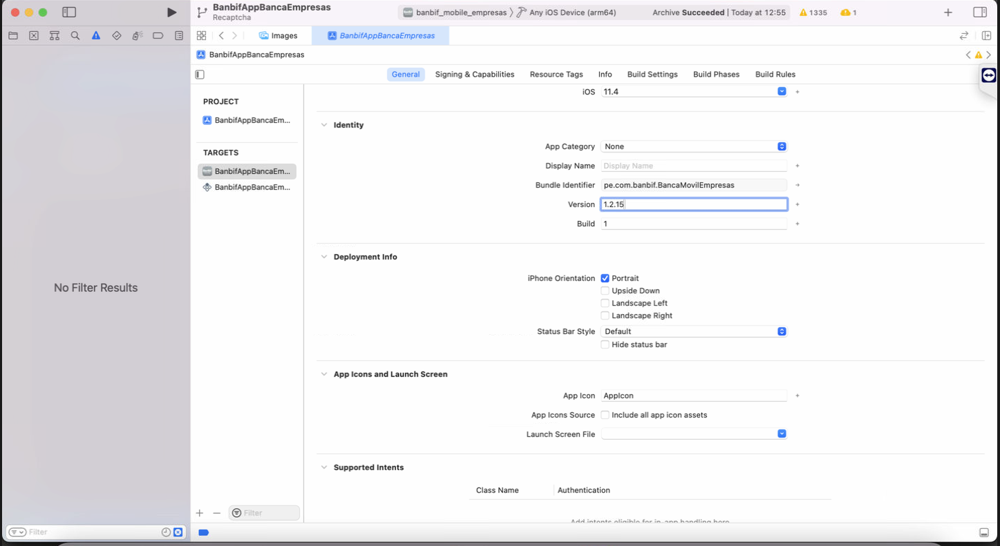 BanbifAppBancaEmpresas
Recaptcha
banbif_mobile_empresas
Any iOS Device (arm64)
Archive Succeeded | Today at 12:55
1335
1
Images
BanbifAppBancaEmpresas
BanbifAppBancaEmpresas
General
Signing & Capabilities
Resource Tags
Info
Build Settings
Build Phases
Build Rules
No Filter Results
Filter
PROJECT
BanbifAppBancaEm...
TARGETS
BanbifAppBancaEm...
BanbifAppBancaEm...
Filter
iOS 11.4
Identity
App Category None
Display Name Display Name
Bundle Identifier pe.com.banbif.BancaMovilEmpresas
Version 1.2.15
Build 1
Deployment Info
iPhone Orientation Portrait
Upside Down
Landscape Left
Landscape Right
Status Bar Style Default
Hide status bar
App Icons and Launch Screen
App Icon AppIcon
App Icons Source Include all app icon assets
Launch Screen File
Supported Intents
Class Name Authentication
Add intents eligible for in-app handling here